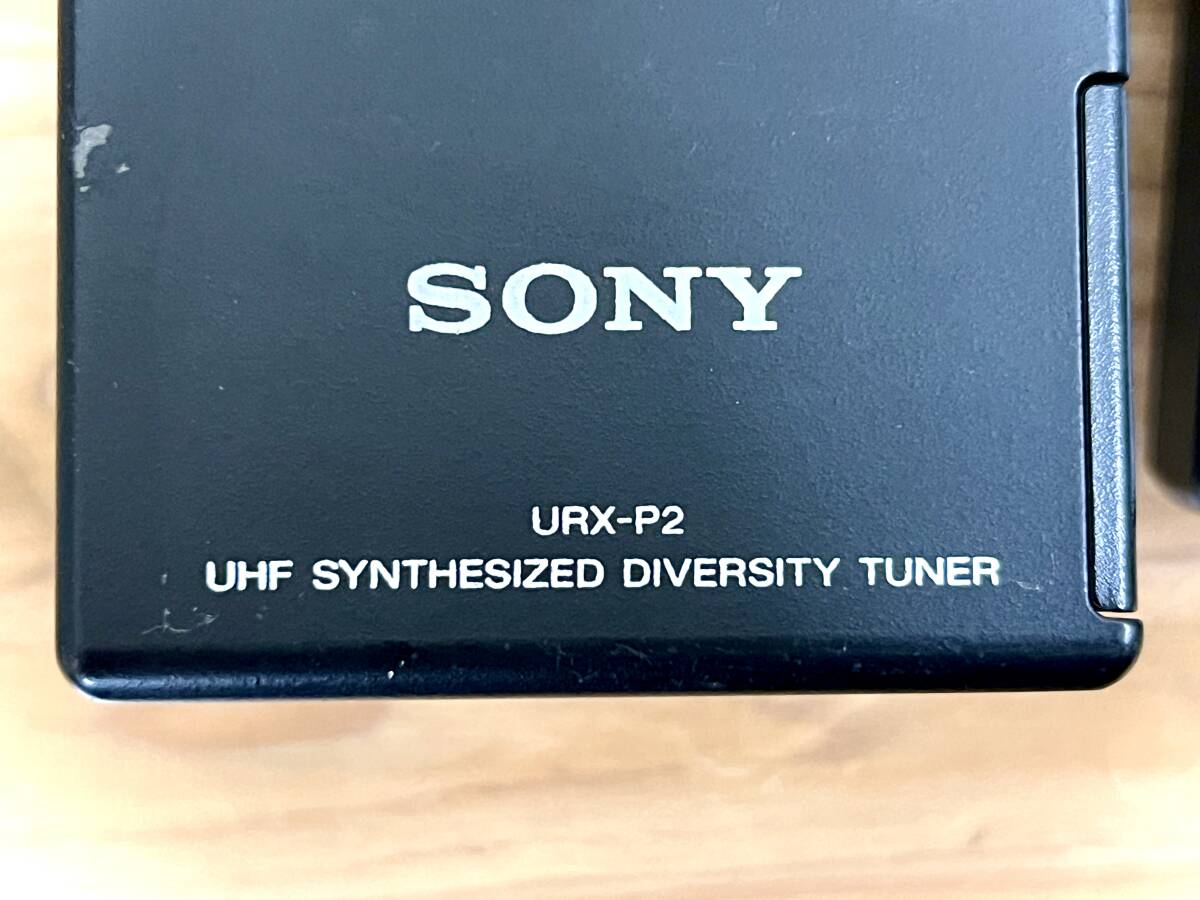 SONY
URX-P2
UHF SYNTHESIZED DIVERSITY TUNER